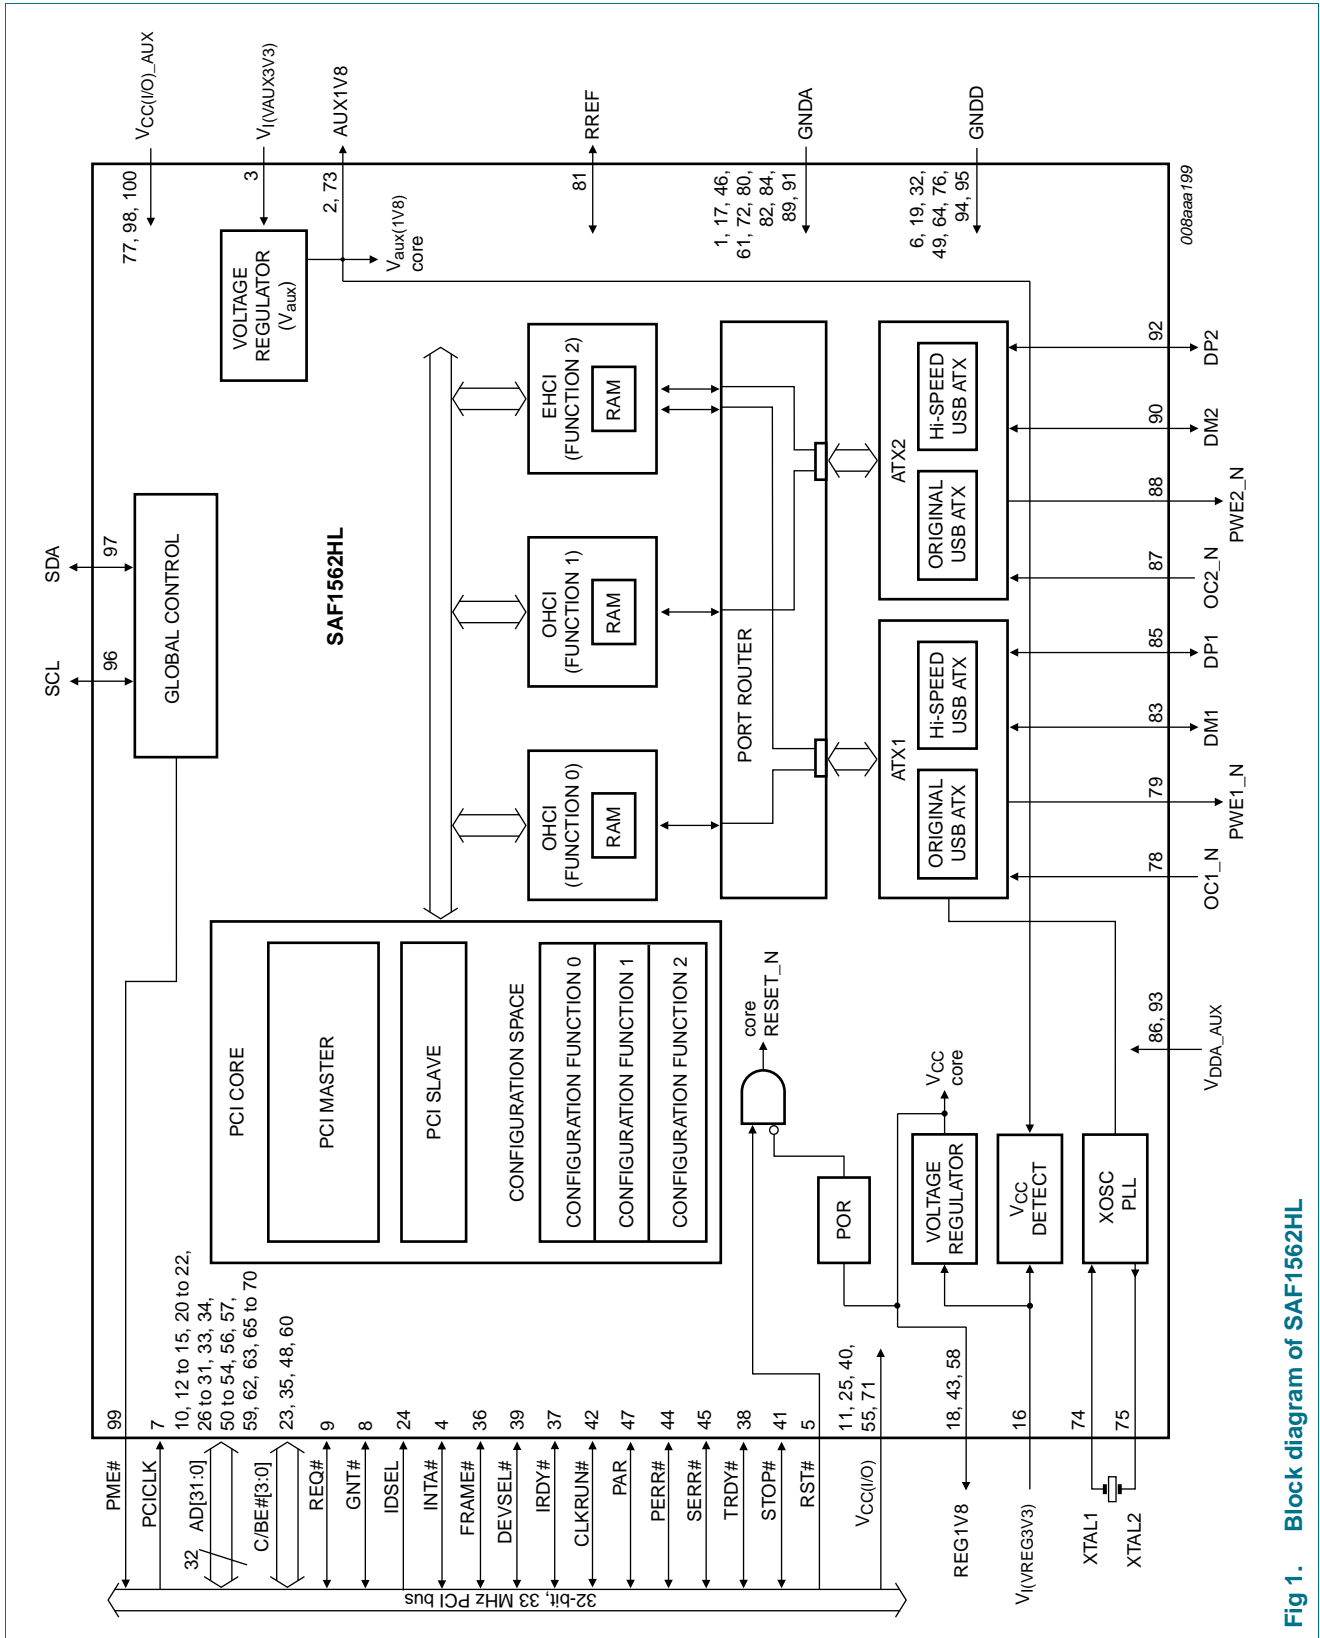 32-bit, 33 MHz PCI bus
PME#
99
PCICLK
7
32
AD[31:0]
10, 12 to 15, 20 to 22,
26 to 31, 33, 34,
50 to 54, 56, 57,
59, 62, 63, 65 to 70
C/BE#[3:0]
23, 35, 48, 60
REQ#
9
GNT#
8
IDSEL
24
INTA#
4
FRAME#
36
DEVSEL#
39
IRDY#
37
CLKRUN#
42
PAR
47
PERR#
44
SERR#
45
TRDY#
38
STOP#
41
RST#
5
VCC(I/O)
11, 25, 40,
55, 71
REG1V8
18, 43, 58
VI(VREG3V3)
16
XTAL1
74
XTAL2
75
SCL
96
SDA
97
GLOBAL CONTROL
SAF1562HL
PCI CORE
PCI MASTER
PCI SLAVE
CONFIGURATION SPACE
CONFIGURATION FUNCTION 0
CONFIGURATION FUNCTION 1
CONFIGURATION FUNCTION 2
core
RESET_N
POR
VCC
core
VOLTAGE
REGULATOR
VCC
DETECT
XOSC
PLL
86, 93
VDDA_AUX
OHCI
(FUNCTION 0)
RAM
OHCI
(FUNCTION 1)
RAM
EHCI
(FUNCTION 2)
RAM
PORT ROUTER
ATX1
ORIGINAL
USB ATX
Hi-SPEED
USB ATX
ATX2
ORIGINAL
USB ATX
Hi-SPEED
USB ATX
78
OC1_N
79
PWE1_N
83
DM1
85
DP1
87
OC2_N
88
PWE2_N
90
DM2
92
DP2
VOLTAGE
REGULATOR
(Vaux)
77, 98, 100
VCC(I/O)_AUX
3
VI(VAUX3V3)
2, 73
AUX1V8
Vaux(1V8)
core
81
RREF
1, 17, 46,
61, 72, 80,
82, 84,
89, 91
GNDA
6, 19, 32,
49, 64, 76,
94, 95
GNDD
008aaa199
Fig 1. Block diagram of SAF1562HL